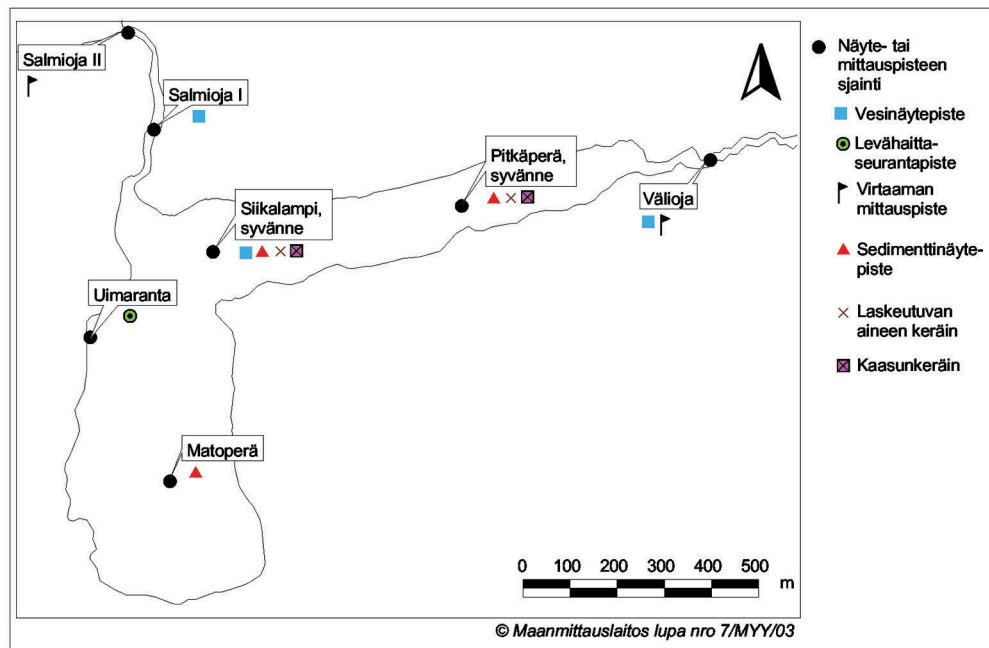 Salmioja II
Salmioja I
Pitkäperä,
syvänne
Välioja
Siikalampi,
syvänne
Uimaranta
Matoperä
0 100 200 300 400 500
m
© Maanmittauslaitos lupa nro 7/MYY/03
Näyte- tai
mittauspisteen
sjainti
Vesinäytepiste
Levähaitta-
seurantapiste
Virtaaman
mittauspiste
Sedimenttinäyte-
piste
Laskeutuvan
aineen keräin
Kaasunkeräin